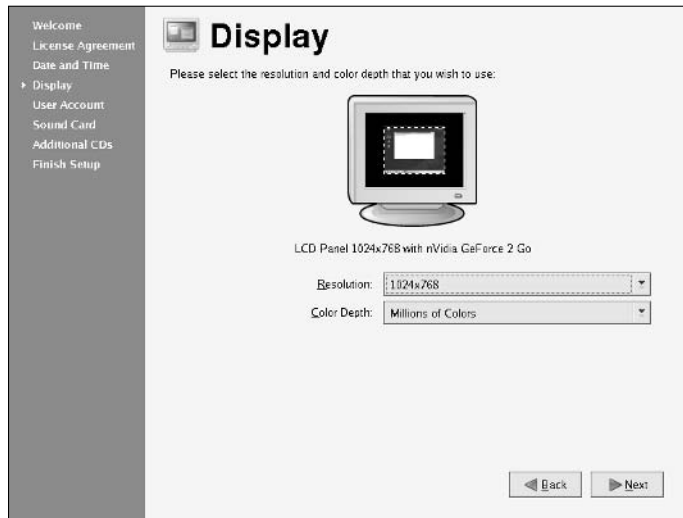 Welcome
License Agreement
Date and Time
Display
User Account
Sound Card
Additional CDs
Finish Setup
Display
Please select the resolution and color depth that you wish to use:
LCD Panel 1024x768 with nVidia GeForce 2 Go
Resolution: 1024x768
Color Depth: Millions of Colors
Back Next